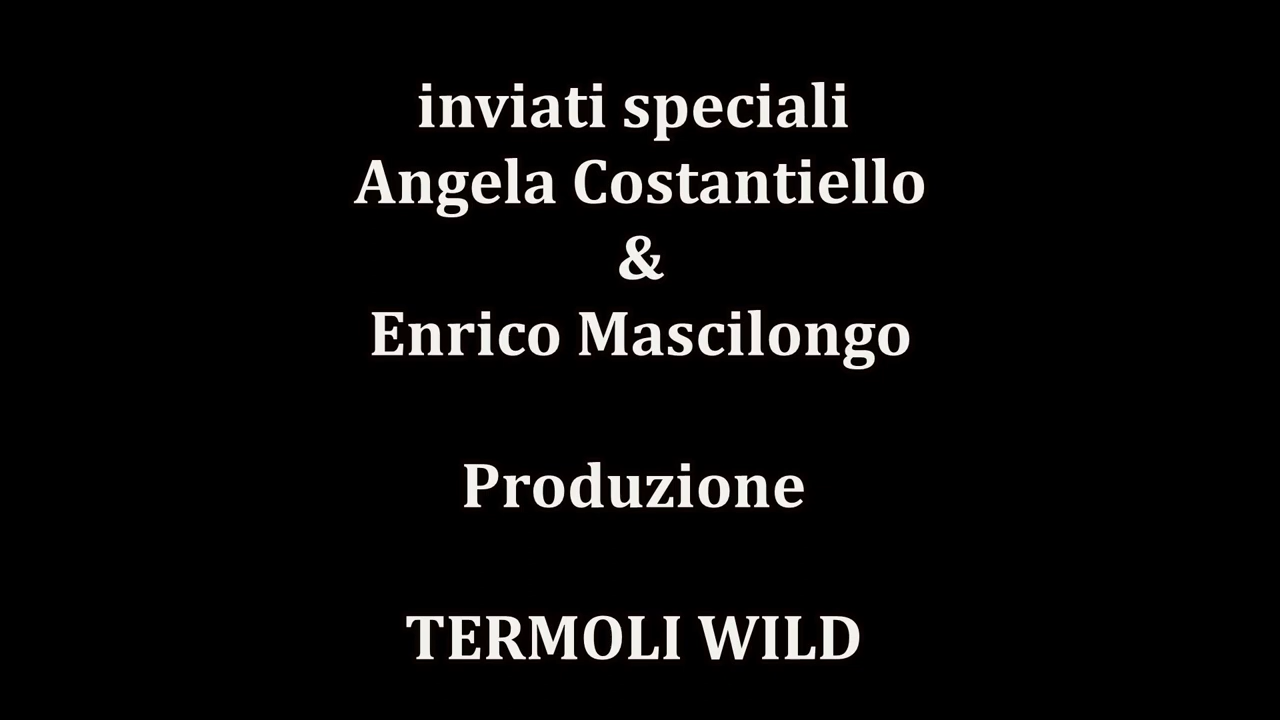 inviati speciali
Angela Costantiello
&
Enrico Mascilongo
Produzione
TERMOLI WILD